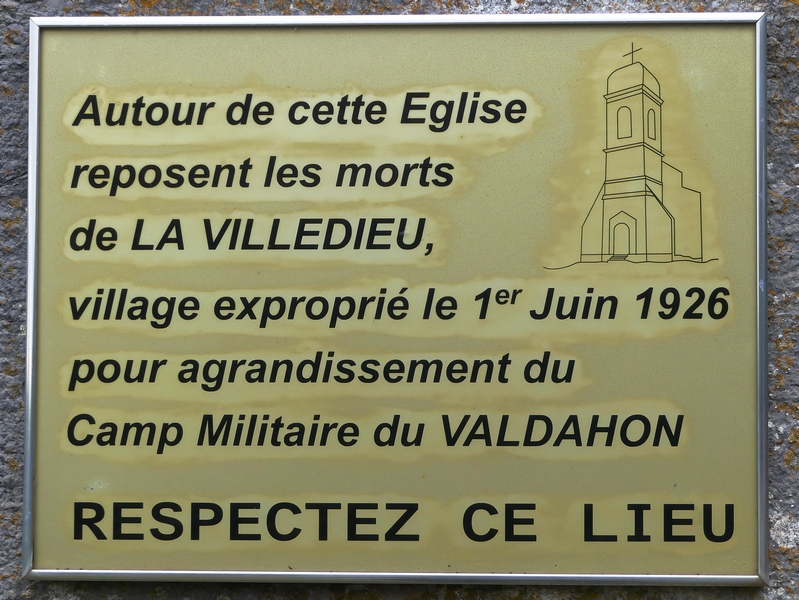 Autour de cette Eglise
reposent les morts
de LA VILLEDIEU,
village exproprié le 1er Juin 1926
pour agrandissement du
Camp Militaire du VALDAHON
RESPECTEZ CE LIEU